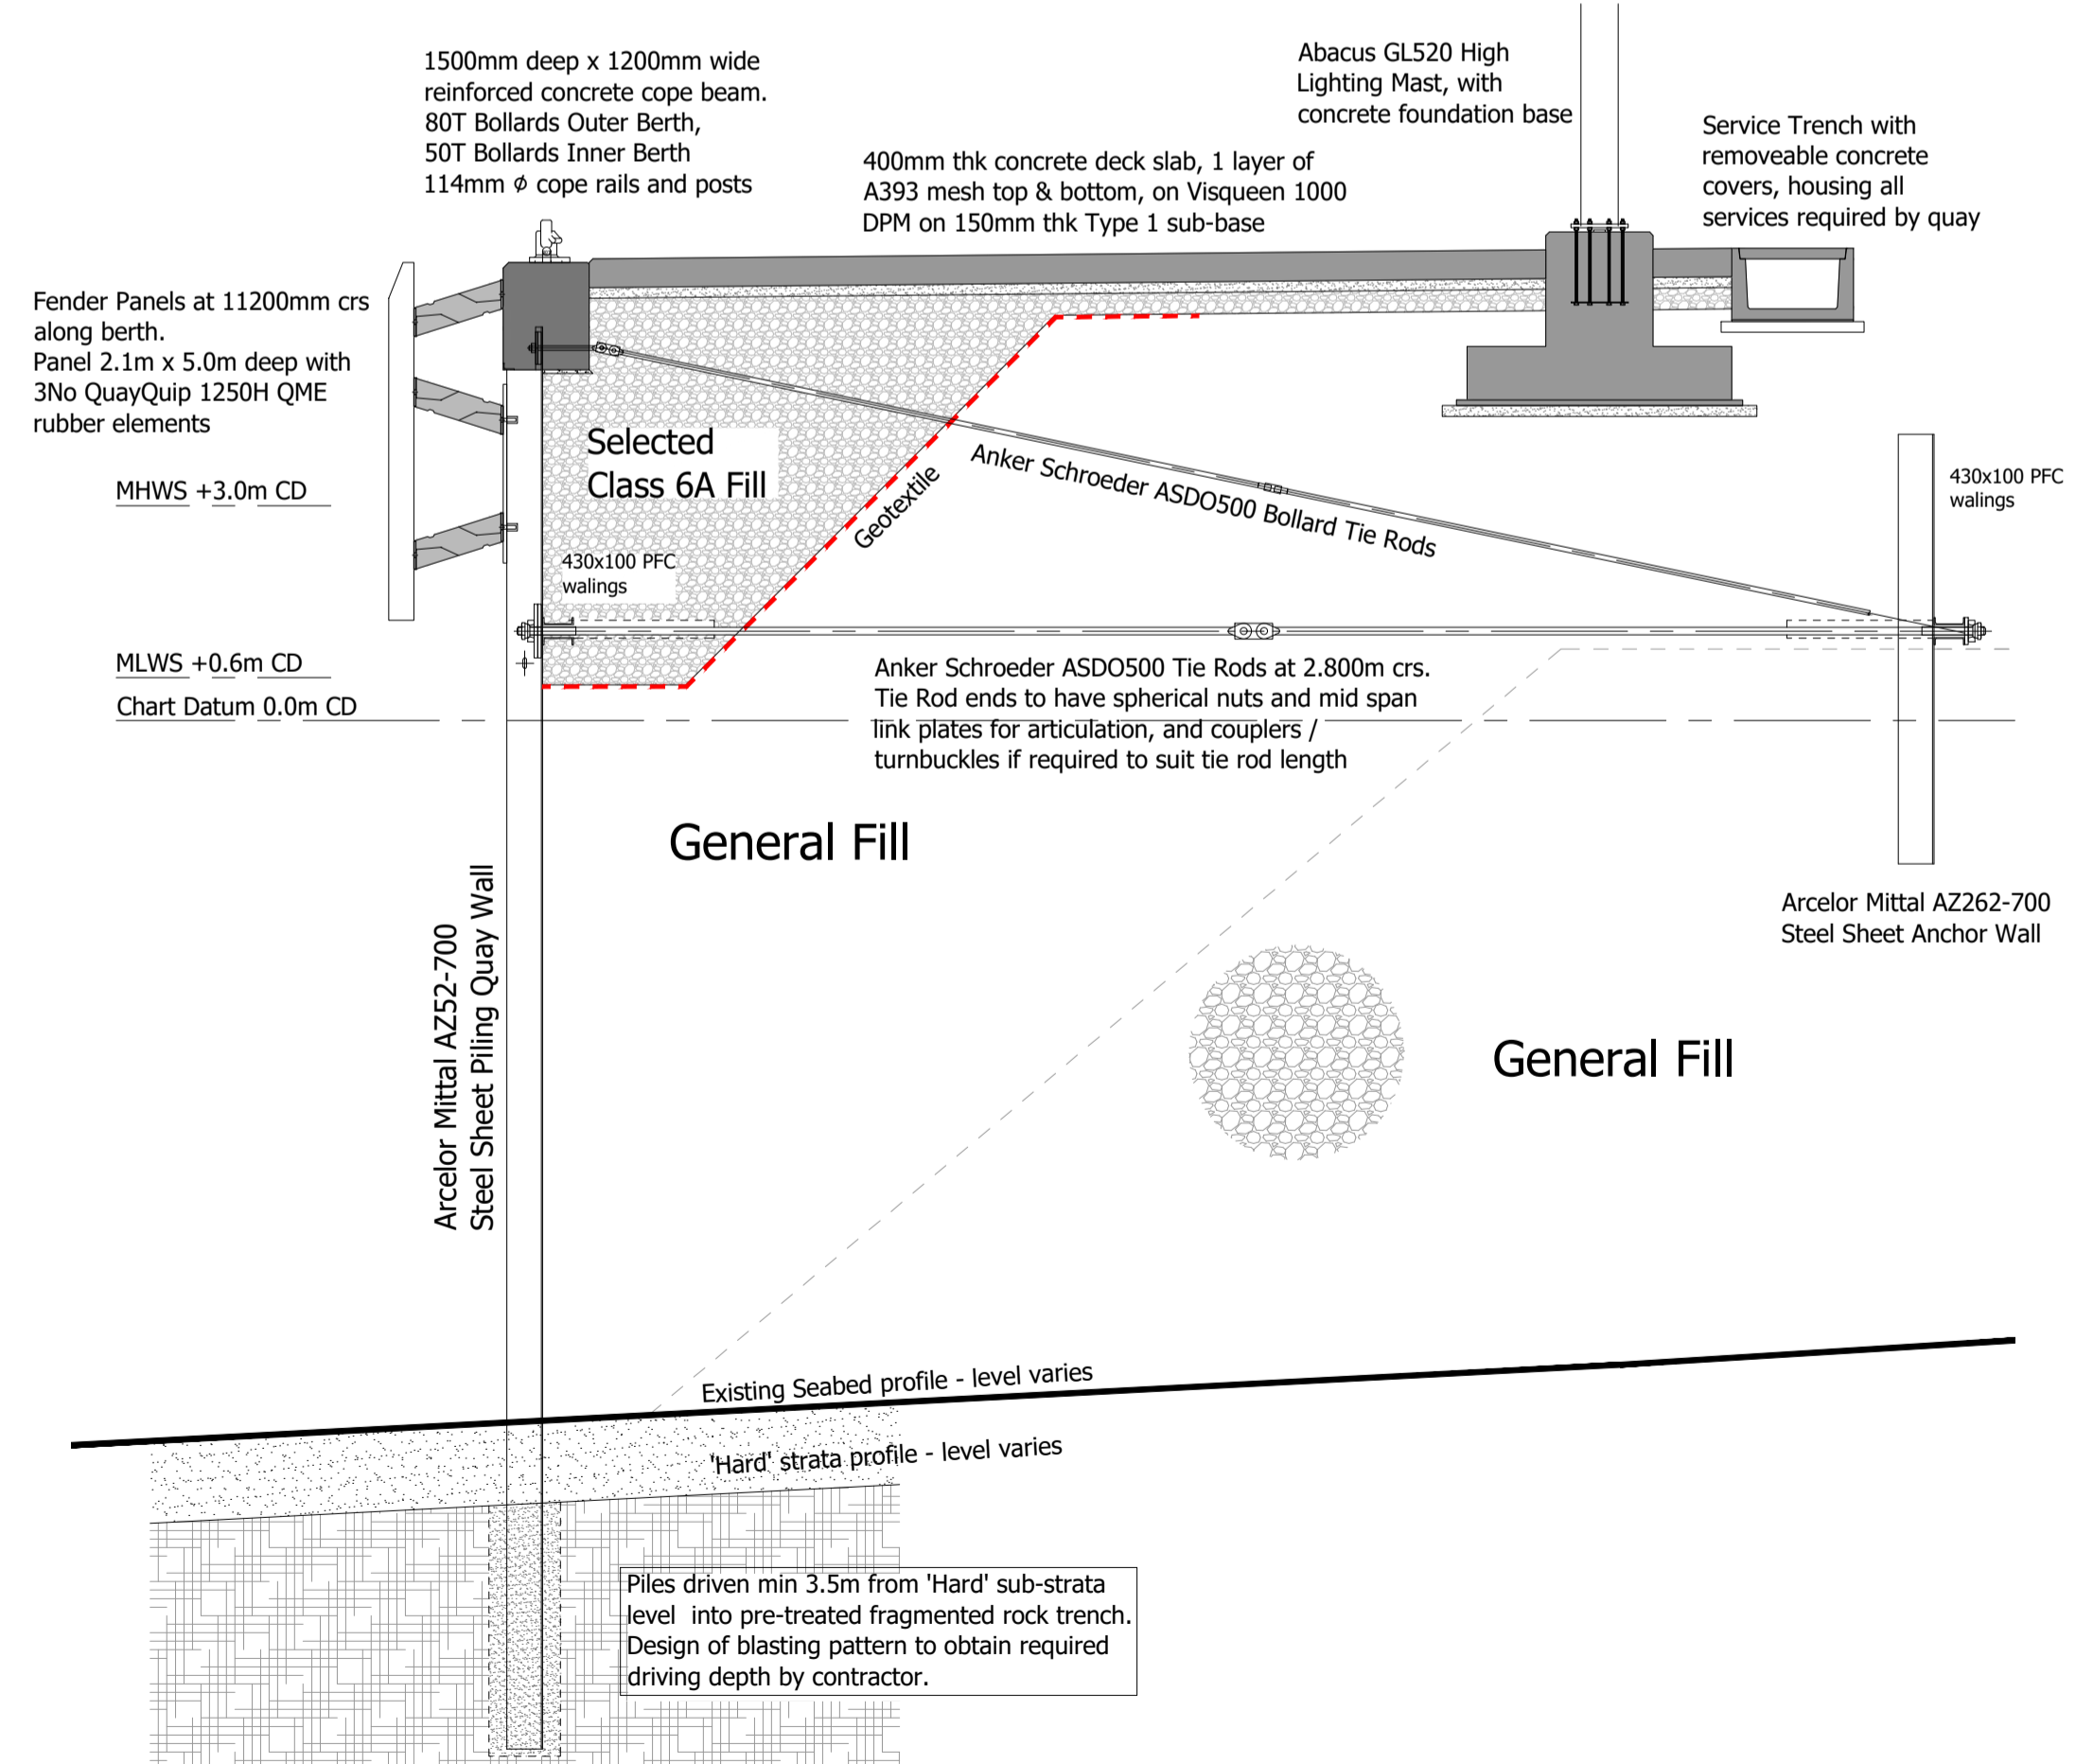 1500mm deep x 1200mm wide
reinforced concrete cope beam.
80T Bollards Outer Berth,
50T Bollards Inner Berth
114mm ϕ cope rails and posts
400mm thk concrete deck slab, 1 layer of
A393 mesh top & bottom, on Visqueen 1000
DPM on 150mm thk Type 1 sub-base
Abacus GL520 High
Lighting Mast, with
concrete foundation base
Service Trench with
removeable concrete
covers, housing all
services required by quay
Fender Panels at 11200mm crs
along berth.
Panel 2.1m x 5.0m deep with
3No QuayQuip 1250H QME
rubber elements
Selected
Class 6A Fill
Geotextile
Anker Schroeder ASDO500 Bollard Tie Rods
430x100 PFC
walings
MHWS +3.0m CD
430x100 PFC
walings
MLWS +0.6m CD
Chart Datum 0.0m CD
Anker Schroeder ASDO500 Tie Rods at 2.800m crs.
Tie Rod ends to have spherical nuts and mid span
link plates for articulation, and couplers /
turnbuckles if required to suit tie rod length
General Fill
Arcelor Mittal AZ52-700
Steel Sheet Piling Quay Wall
Arcelor Mittal AZ262-700
Steel Sheet Anchor Wall
General Fill
Existing Seabed profile - level varies
'Hard' strata profile - level varies
Piles driven min 3.5m from 'Hard' sub-strata
level into pre-treated fragmented rock trench.
Design of blasting pattern to obtain required
driving depth by contractor.